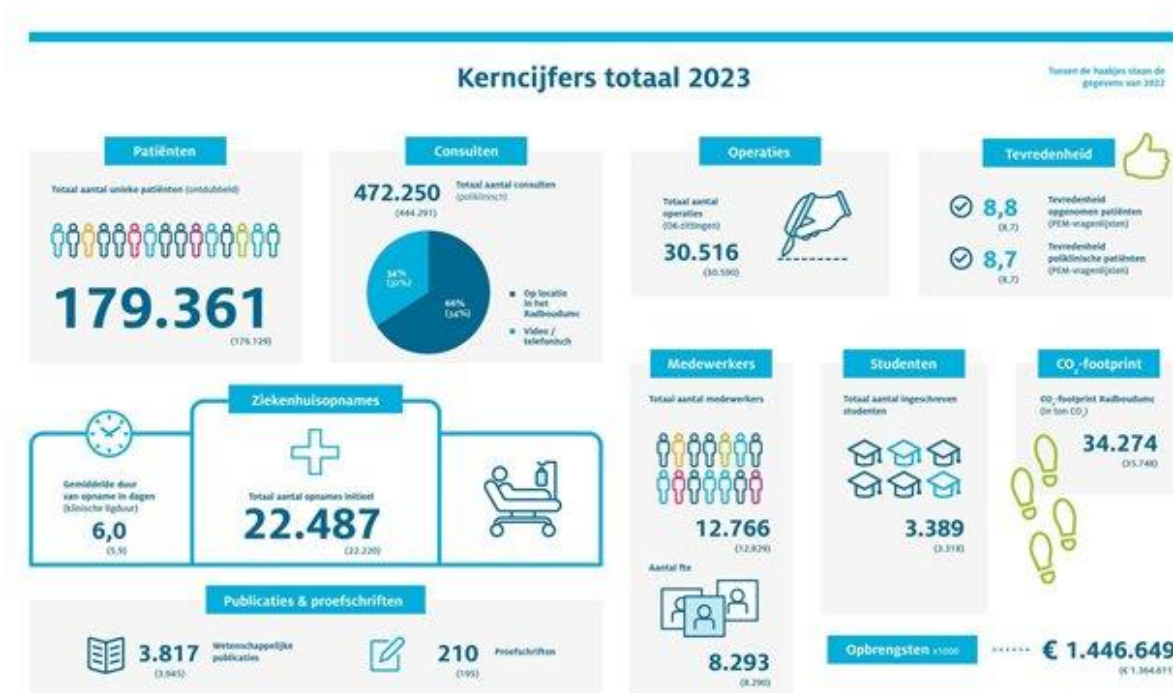 Kerncijfers totaal 2023
Tussen de haakjes staan de
gegevens van 2022
Patiënten
Totaal aantal unieke patiënten (ontdubbeld)
179.361
(176.129)
Consulten
472.250
(444.291)
Totaal aantal consulten
(poliklinisch)
34%
66%
Op locatie
in het
Radboudumc
Video /
telefonisch
Operaties
Totaal aantal
operaties
(OK-zittingen)
30.516
Tevredenheid
8,8
(8,7)
Tevredenheid
opgenomen patiënten
(PEM-vragenlijsten)
8,7
(8,7)
Tevredenheid
poliklinische patiënten
(PEM-vragenlijsten)
Ziekenhuisopnames
Gemiddelde duur
van opname in dagen
(klinische ligduur)
6,0
(5,9)
Totaal aantal opnames initieel
22.487
(22.220)
Medewerkers
Totaal aantal medewerkers
12.766
(12.829)
Aantal fte
8.293
(8.290)
Studenten
Totaal aantal ingeschreven
studenten
3.389
(3.318)
CO₂-footprint
CO₂-footprint Radboudumc
(in ton CO₂)
34.274
(35.748)
Publicaties & proefschriften
3.817
(3.945)
Wetenschappelijke
publicaties
210
(195)
Proefschriften
Opbrengsten x1000
€ 1.446.649
(€ 1.364.611)